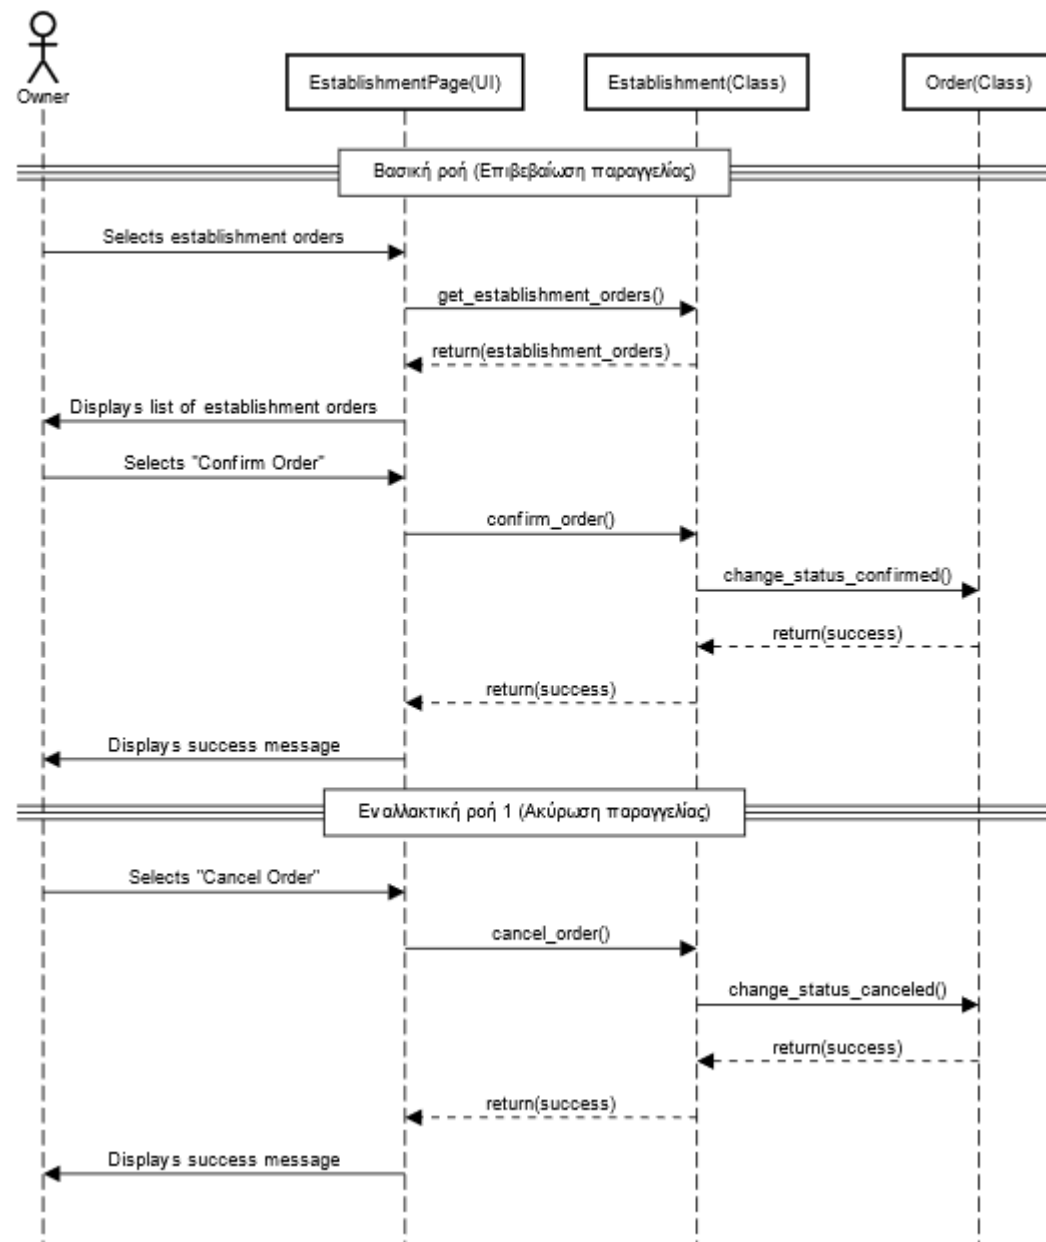 Owner
EstablishmentPage(UI)
Establishment(Class)
Order(Class)
Βασική ροή (Επιβεβαίωση παραγγελίας)
Selects establishment orders
get_establishment_orders()
return(establishment_orders)
Displays list of establishment orders
Selects "Confirm Order"
confirm_order()
change_status_confirmed()
return(success)
return(success)
Displays success message
Εναλλακτική ροή 1 (Ακύρωση παραγγελίας)
Selects "Cancel Order"
cancel_order()
change_status_canceled()
return(success)
return(success)
Displays success message